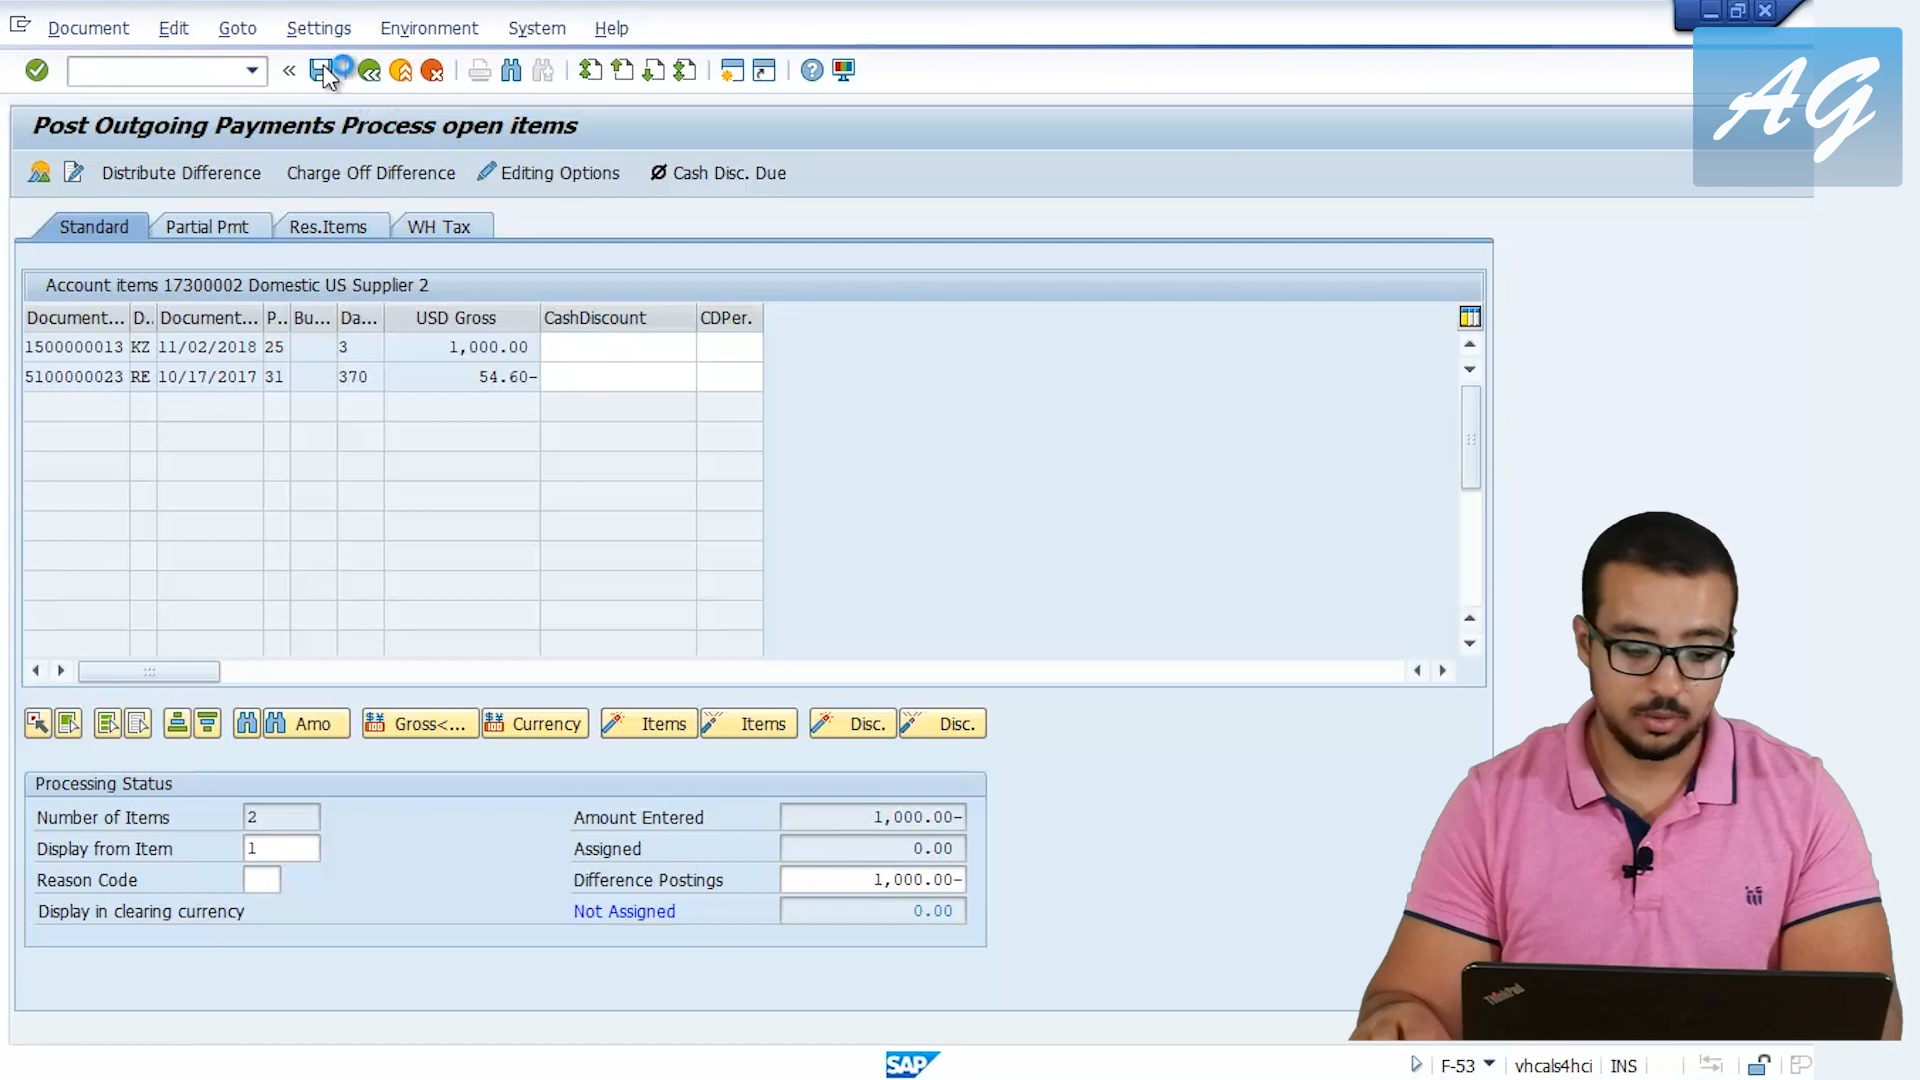 Document Edit Goto Settings Environment System Help
AG
Post Outgoing Payments Process open items
Distribute Difference Charge Off Difference Editing Options Cash Disc. Due
Standard Partial Pmt Res.Items WH Tax
Account items 17300002 Domestic US Supplier 2
Document... D.. Document... P.. Bu... Da... USD Gross CashDiscount CDPer.
1500000013 KZ 11/02/2018 25 3 1,000.00
5100000023 RE 10/17/2017 31 370 54.60-
Amo Gross<... Currency Items Items Disc. Disc.
Processing Status
Number of Items 2 Amount Entered 1,000.00-
Display from Item 1 Assigned 0.00
Reason Code Difference Postings 1,000.00-
Display in clearing currency Not Assigned 0.00
ThinkPad
SAP F-53 vhcals4hci INS